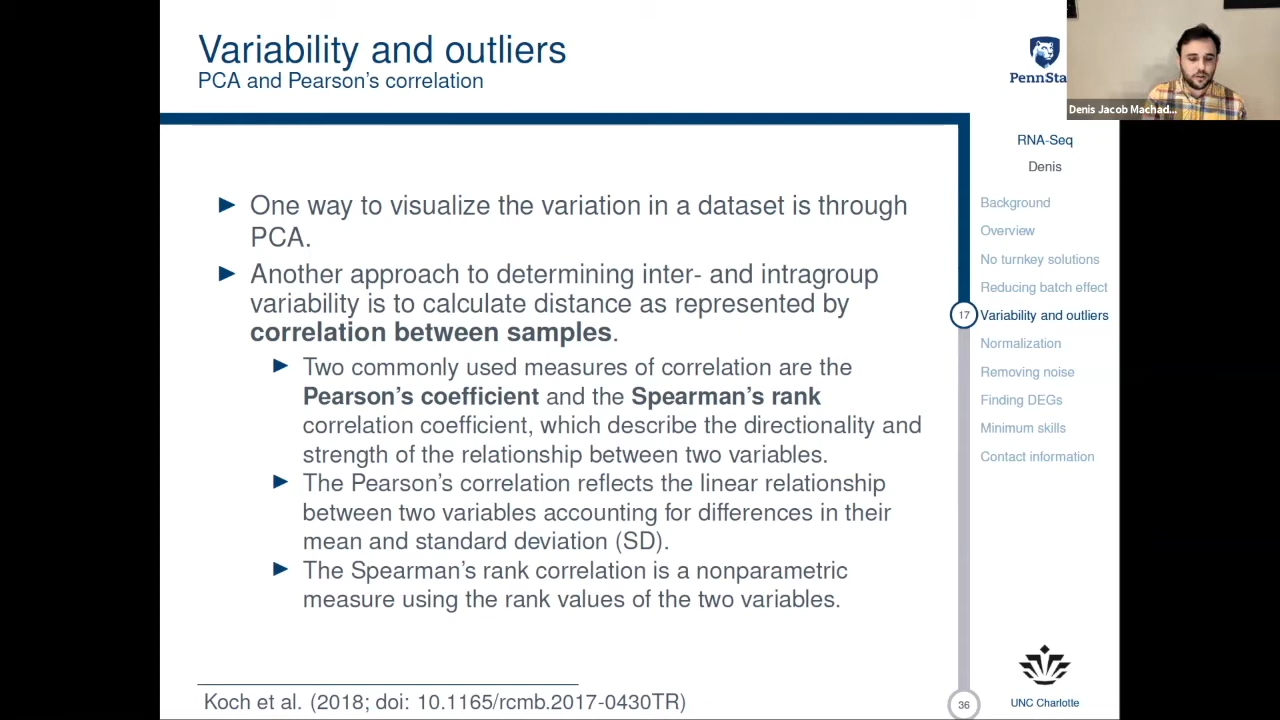 Variability and outliers
PCA and Pearson's correlation
PennSta
Denis Jacob Machad...
RNA-Seq
Denis
► One way to visualize the variation in a dataset is through
PCA.
► Another approach to determining inter- and intragroup
variability is to calculate distance as represented by
correlation between samples.
► Two commonly used measures of correlation are the
Pearson's coefficient and the Spearman's rank
correlation coefficient, which describe the directionality and
strength of the relationship between two variables.
► The Pearson's correlation reflects the linear relationship
between two variables accounting for differences in their
mean and standard deviation (SD).
► The Spearman's rank correlation is a nonparametric
measure using the rank values of the two variables.
Koch et al. (2018; doi: 10.1165/rcmb.2017-0430TR)
Background
Overview
No turnkey solutions
Reducing batch effect
17 Variability and outliers
Normalization
Removing noise
Finding DEGs
Minimum skills
Contact information
36
UNC Charlotte